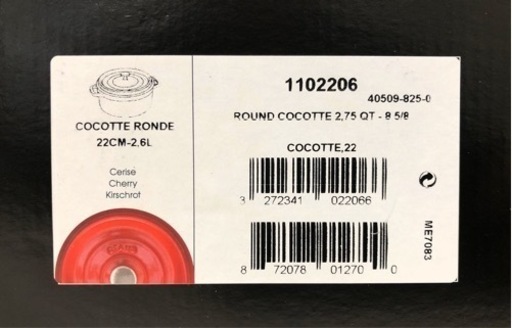 1102206
40509-825-0
ROUND COCOTTE 2,75 QT - 8 5/8
COCOTTE RONDE
22CM-2,6L
Cerise
Cherry
Kirschrot
COCOTTE,22
3 272341 022066
8 72078 01270 0
ME7083